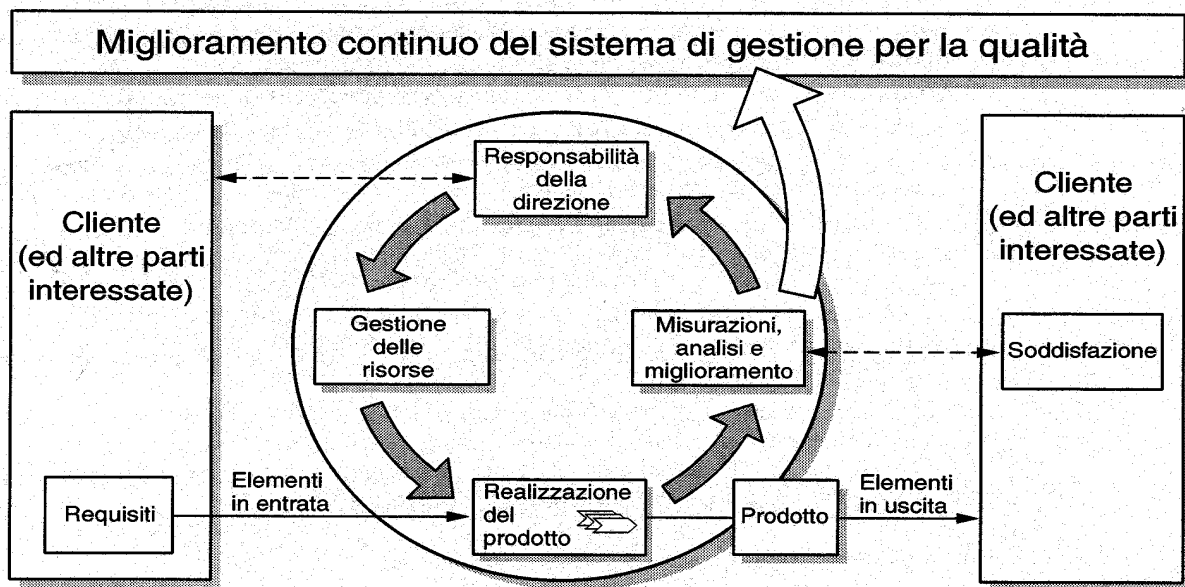 Miglioramento continuo del sistema di gestione per la qualità
Cliente
(ed altre parti
interessate)
Requisiti
Elementi
in entrata
Responsabilità
della
direzione
Gestione
delle
risorse
Misurazioni,
analisi e
miglioramento
Realizzazione
del
prodotto
Prodotto
Elementi
in uscita
Cliente
(ed altre parti
interessate)
Soddisfazione